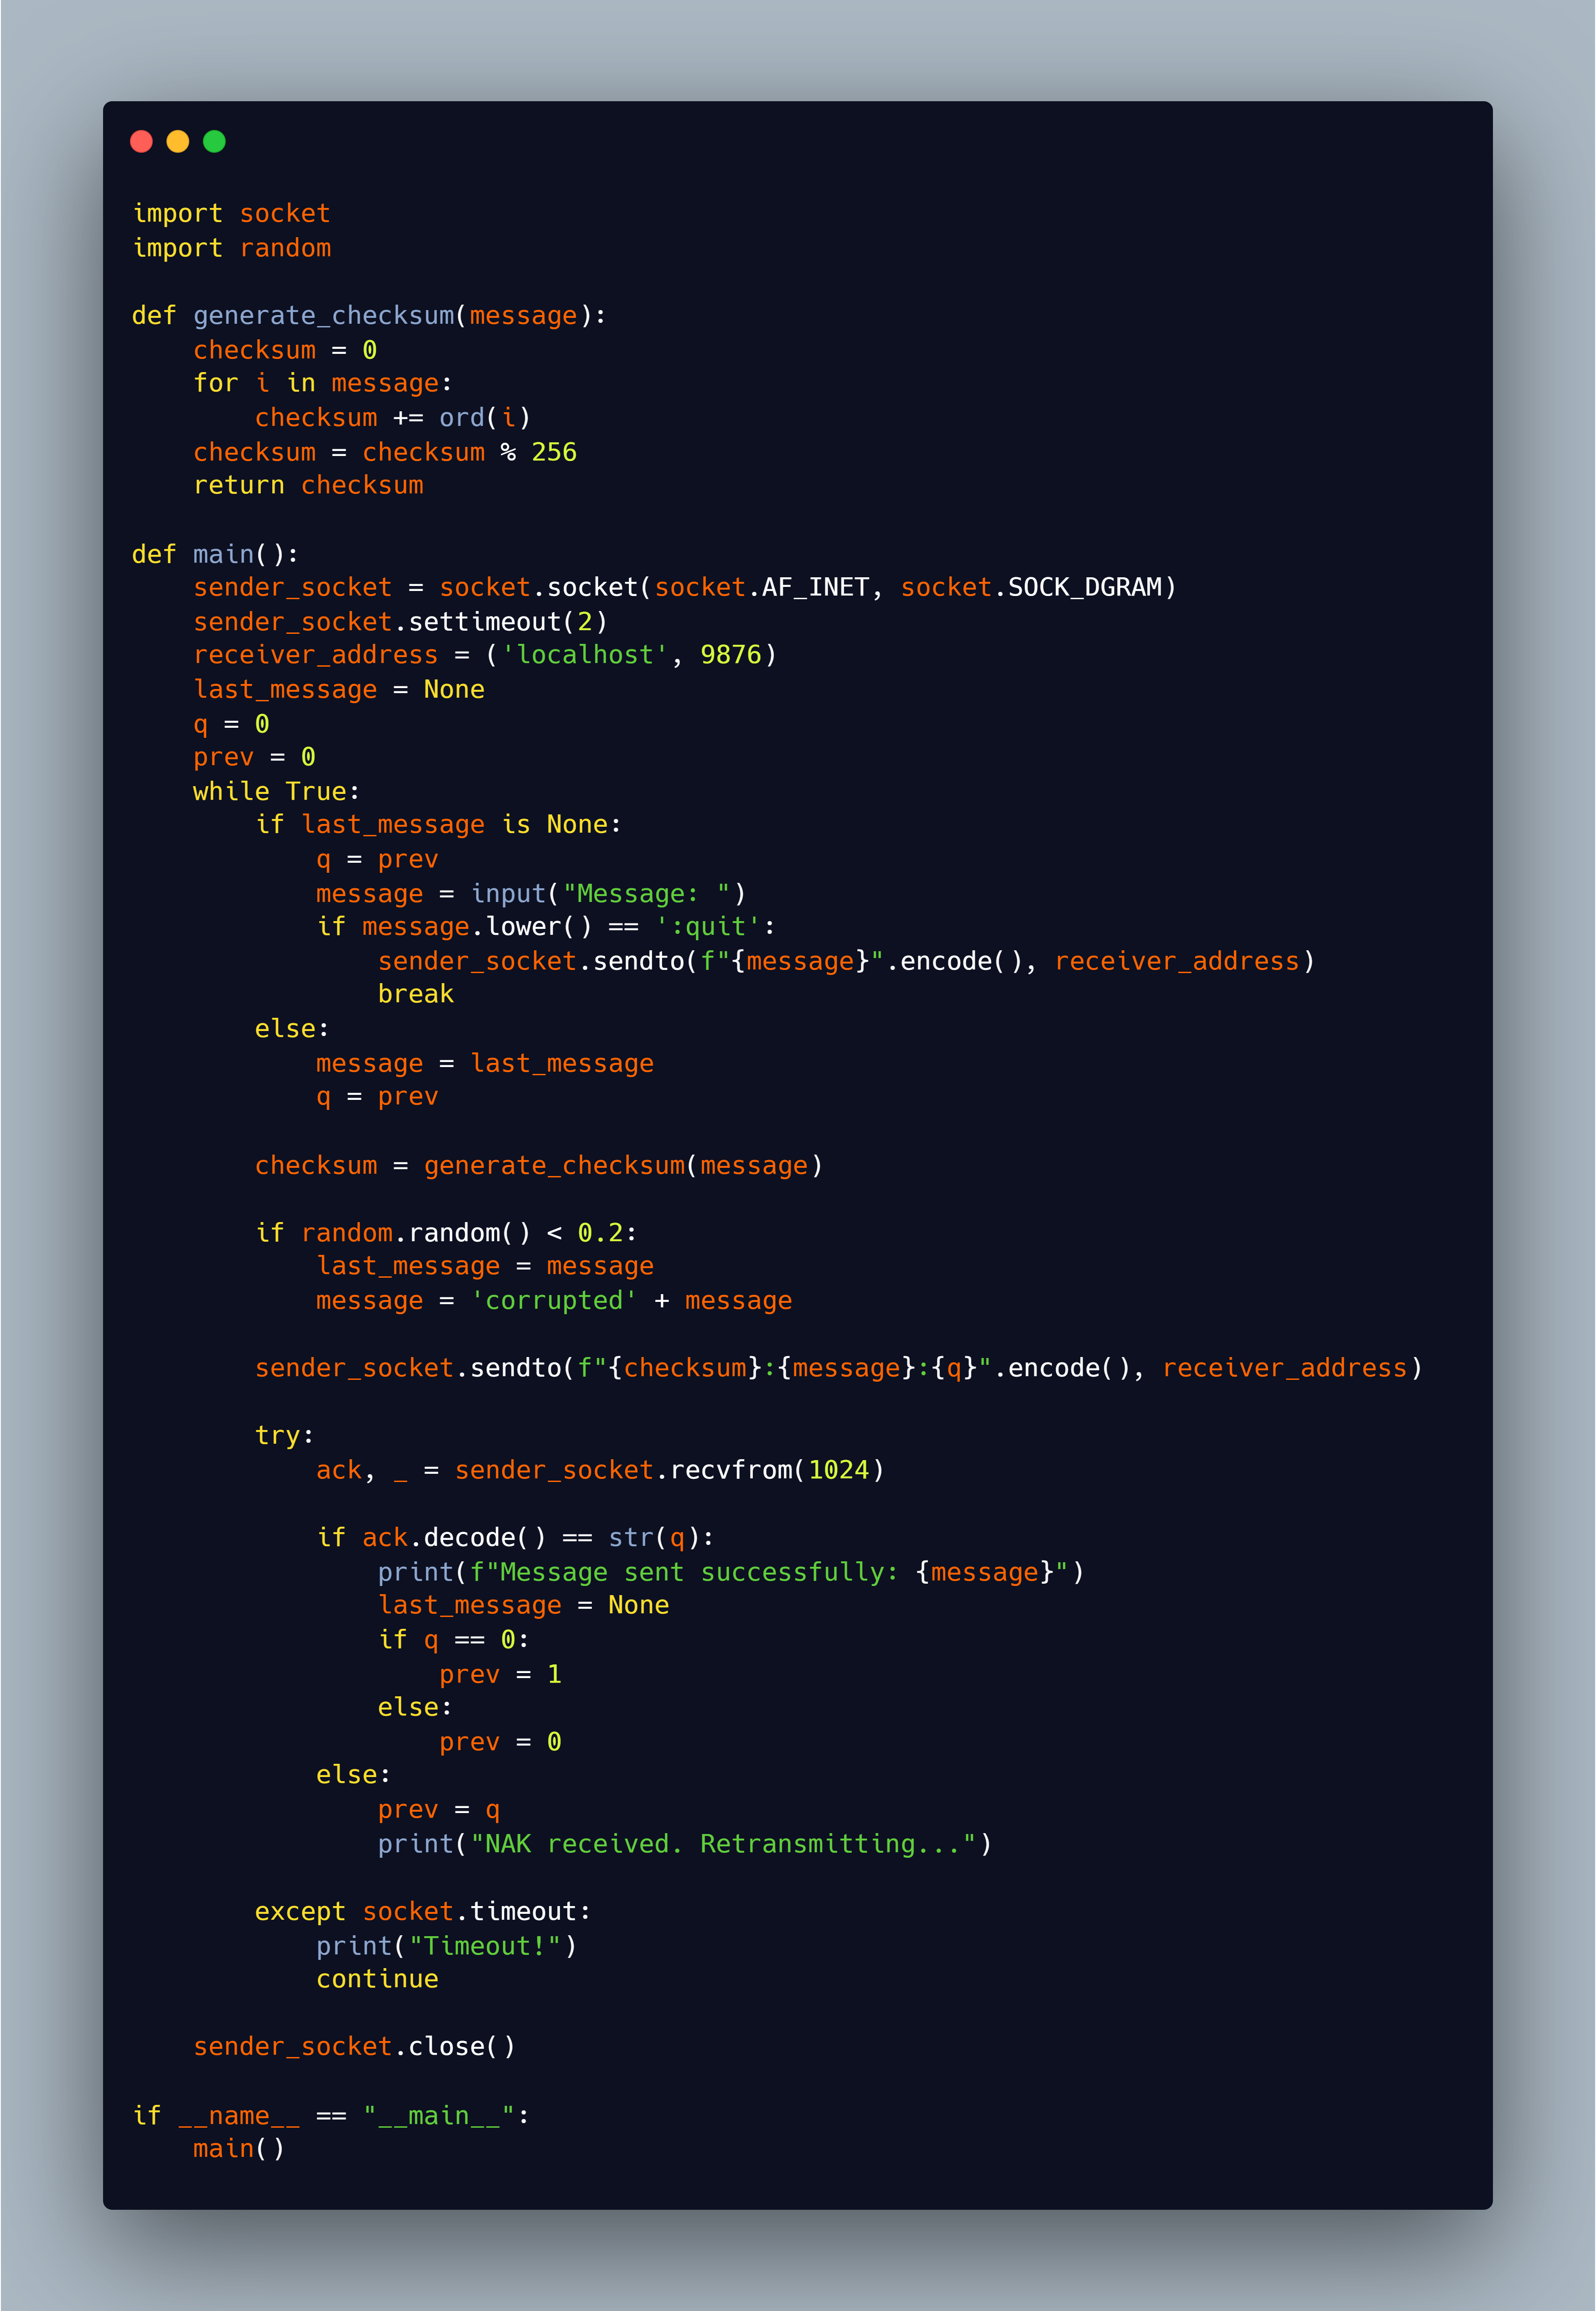 import socket
import random

def generate_checksum(message):
    checksum = 0
    for i in message:
        checksum += ord(i)
    checksum = checksum % 256
    return checksum

def main():
    sender_socket = socket.socket(socket.AF_INET, socket.SOCK_DGRAM)
    sender_socket.settimeout(2)
    receiver_address = ('localhost', 9876)
    last_message = None
    q = 0
    prev = 0
    while True:
        if last_message is None:
            q = prev
            message = input("Message: ")
            if message.lower() == ':quit':
                sender_socket.sendto(f"{message}".encode(), receiver_address)
                break
        else:
            message = last_message
            q = prev

        checksum = generate_checksum(message)

        if random.random() < 0.2:
            last_message = message
            message = 'corrupted' + message

        sender_socket.sendto(f"{checksum}:{message}:{q}".encode(), receiver_address)

        try:
            ack, _ = sender_socket.recvfrom(1024)

            if ack.decode() == str(q):
                print(f"Message sent successfully: {message}")
                last_message = None
                if q == 0:
                    prev = 1
                else:
                    prev = 0
            else:
                prev = q
                print("NAK received. Retransmitting...")

        except socket.timeout:
            print("Timeout!")
            continue

    sender_socket.close()

if __name__ == "__main__":
    main()